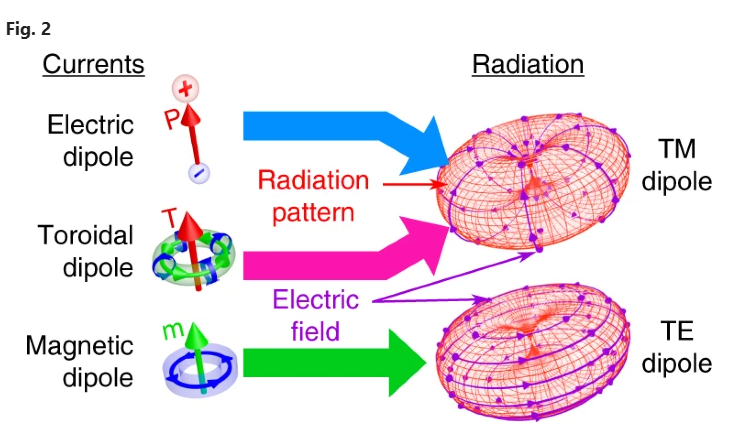 Fig. 2
Currents
Radiation
+
P
-
Electric
dipole
TM
dipole
Radiation
pattern
T
Toroidal
dipole
Electric
field
m
Magnetic
dipole
TE
dipole